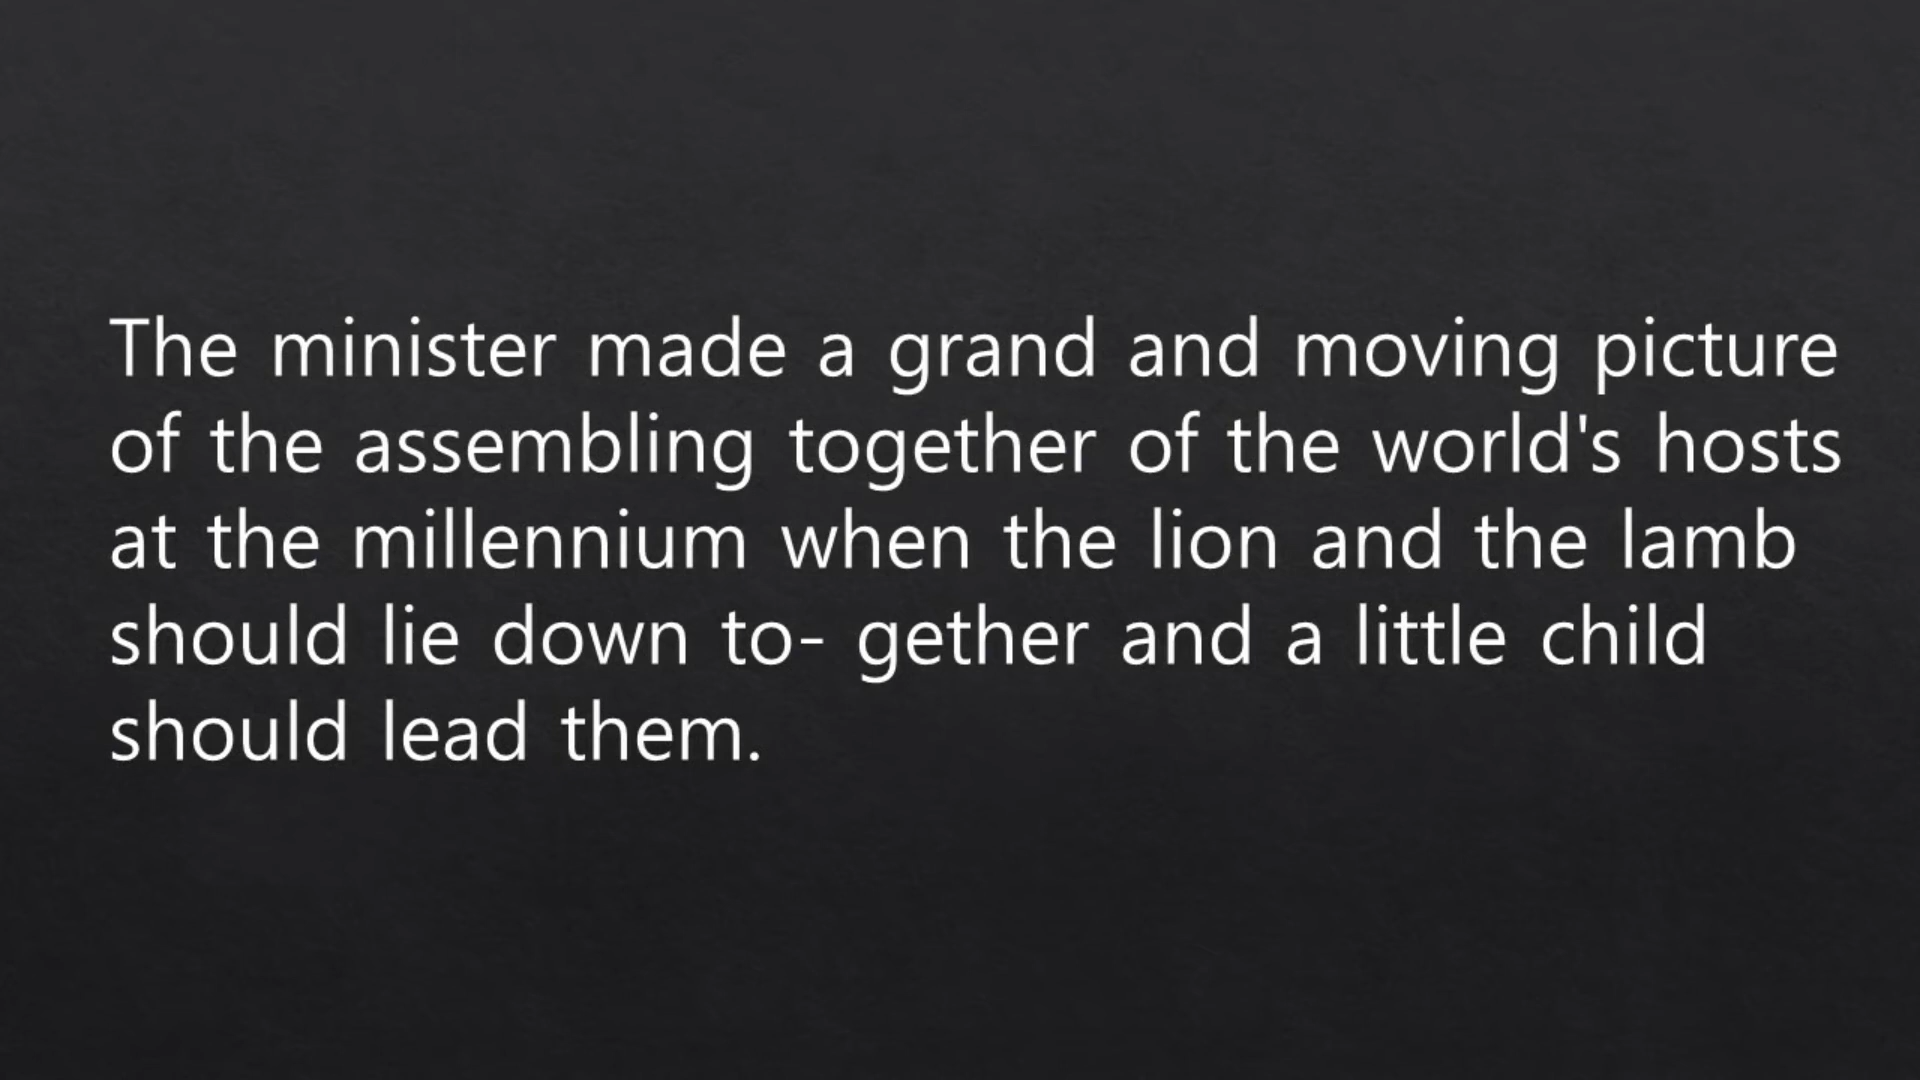 The minister made a grand and moving picture
of the assembling together of the world's hosts
at the millennium when the lion and the lamb
should lie down to- gether and a little child
should lead them.